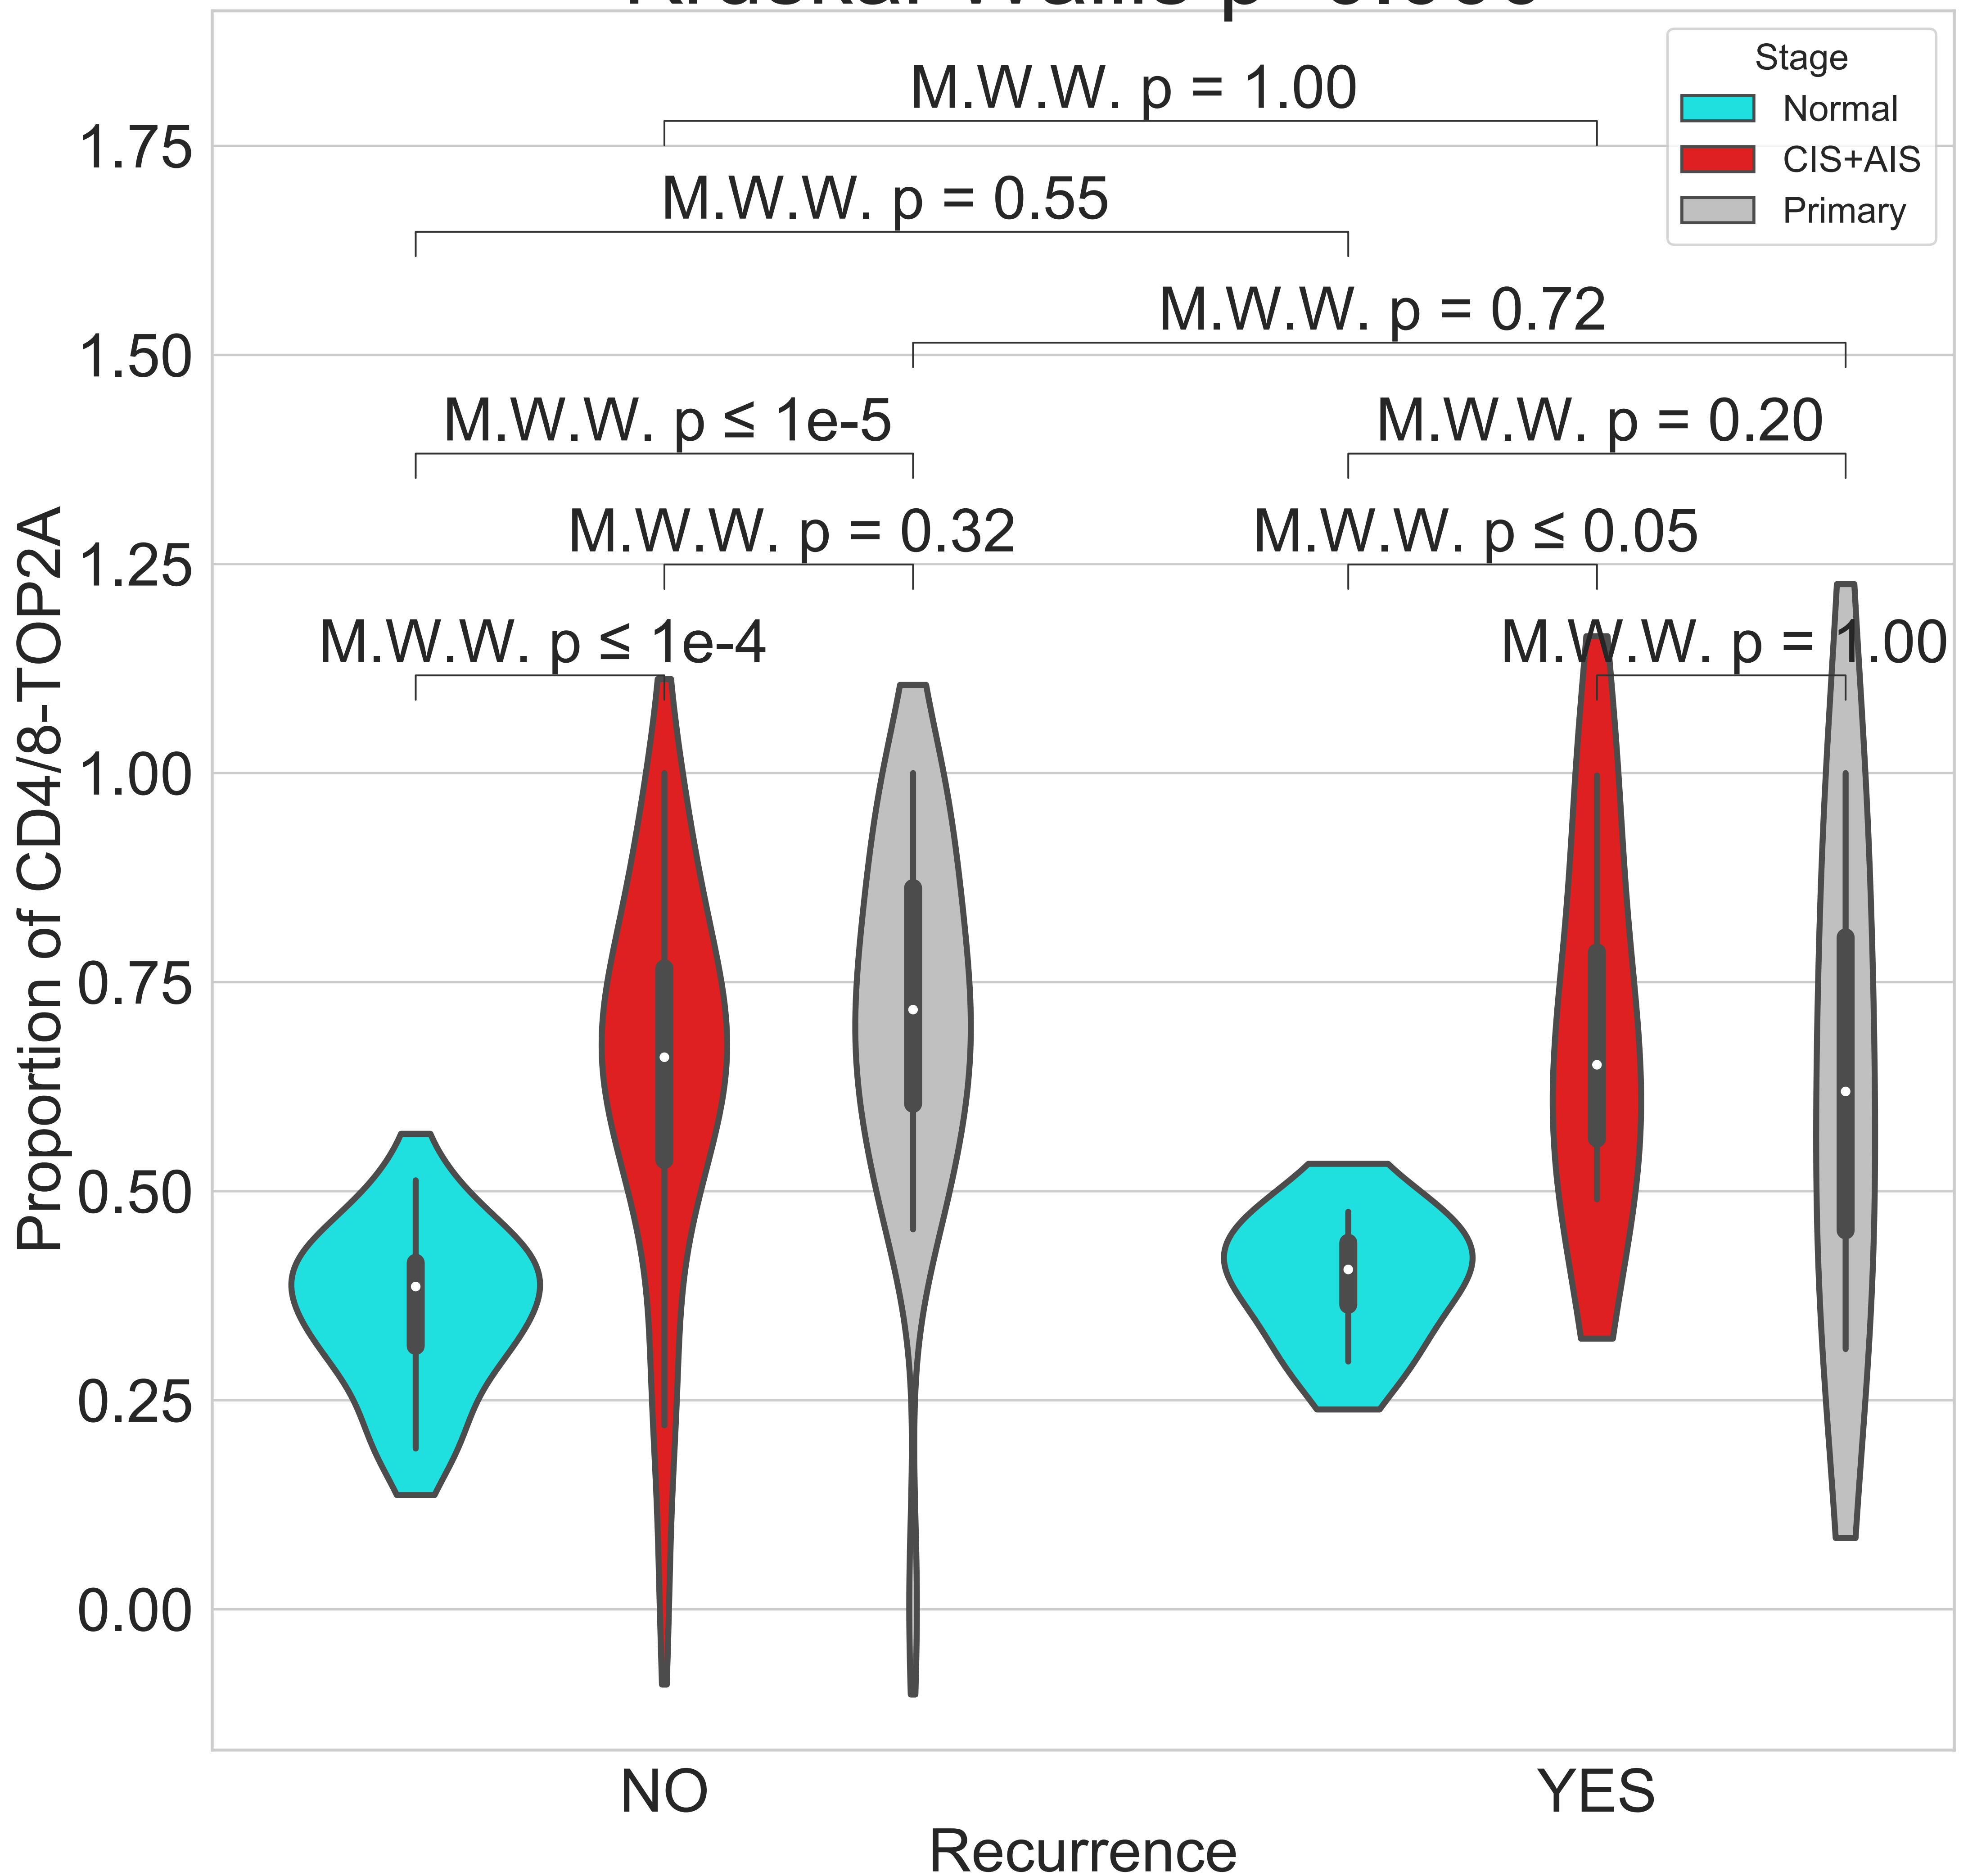 Stage
Normal
CIS+AIS
Primary
M.W.W. p = 1.00
M.W.W. p = 0.55
M.W.W. p = 0.72
M.W.W. p ≤ 1e-5
M.W.W. p = 0.20
M.W.W. p = 0.32
M.W.W. p ≤ 0.05
M.W.W. p ≤ 1e-4
M.W.W. p = 1.00
1.75
1.50
1.25
1.00
0.75
0.50
0.25
0.00
Proportion of CD4/8-TOP2A
NO
YES
Recurrence